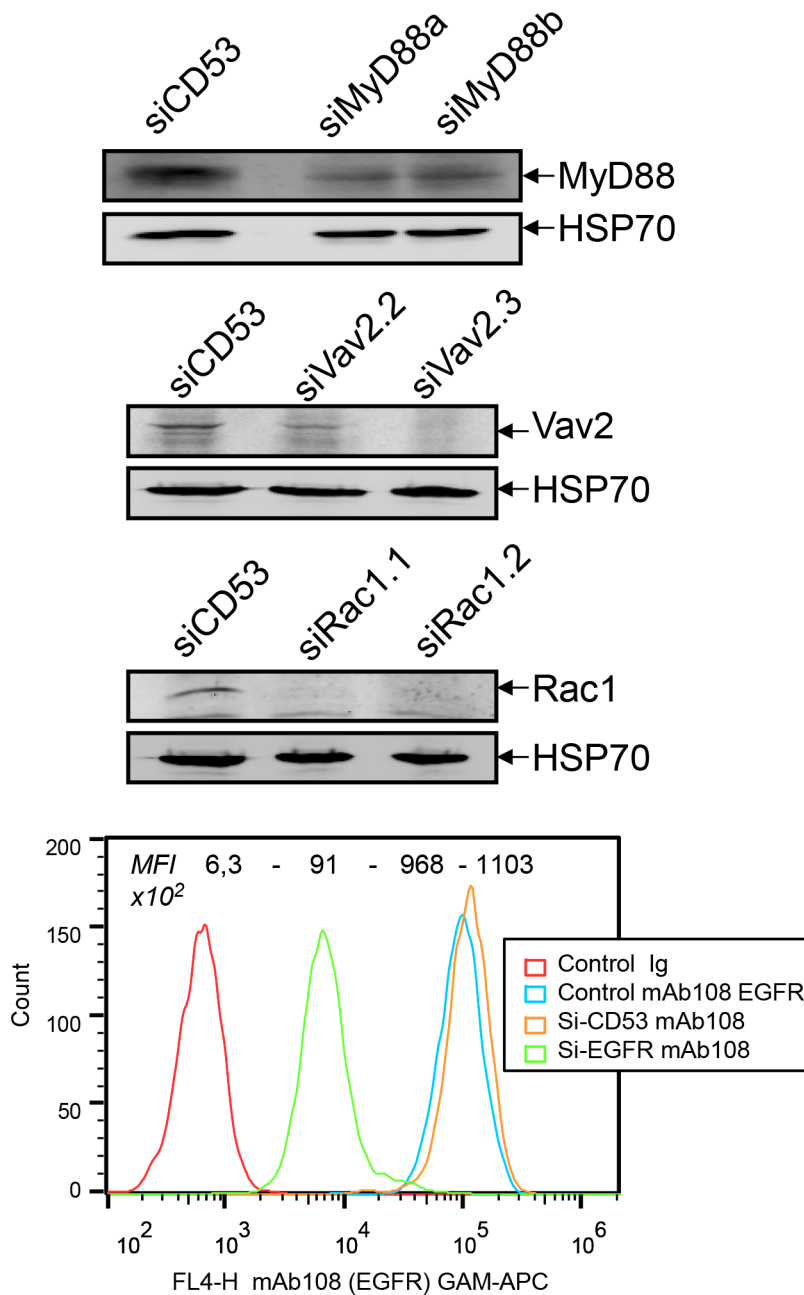 siCD53 siMyD88a siMyD88b
MyD88
HSP70
siCD53 siVav2.2 siVav2.3
Vav2
HSP70
siCD53 siRac1.1 siRac1.2
Rac1
HSP70
MFI 6,3 - 91 - 968 - 1103
x10²
200
150
100
50
0
Count
Control Ig
Control mAb108 EGFR
Si-CD53 mAb108
Si-EGFR mAb108
10² 10³ 10⁴ 10⁵ 10⁶
FL4-H mAb108 (EGFR) GAM-APC